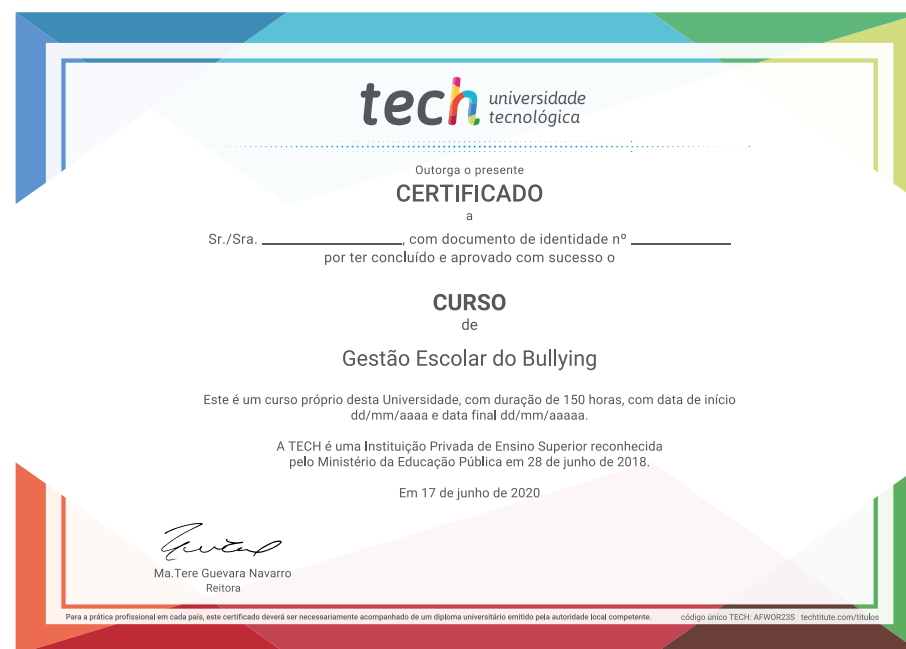 tech universidade
tecnológica
Outorga o presente
CERTIFICADO
a
Sr./Sra. ________________, com documento de identidade nº ____________
por ter concluído e aprovado com sucesso o
CURSO
de
Gestão Escolar do Bullying
Este é um curso próprio desta Universidade, com duração de 150 horas, com data de início
dd/mm/aaaa e data final dd/mm/aaaaa.
A TECH é uma Instituição Privada de Ensino Superior reconhecida
pelo Ministério da Educação Pública em 28 de junho de 2018.
Em 17 de junho de 2020
Ma.Tere Guevara Navarro
Reitora
Para a prática profissional em cada país, este certificado deverá ser necessariamente acompanhado de um diploma universitário emitido pela autoridade local competente. código único TECH: AFWOR23S techtitute.com/titulos